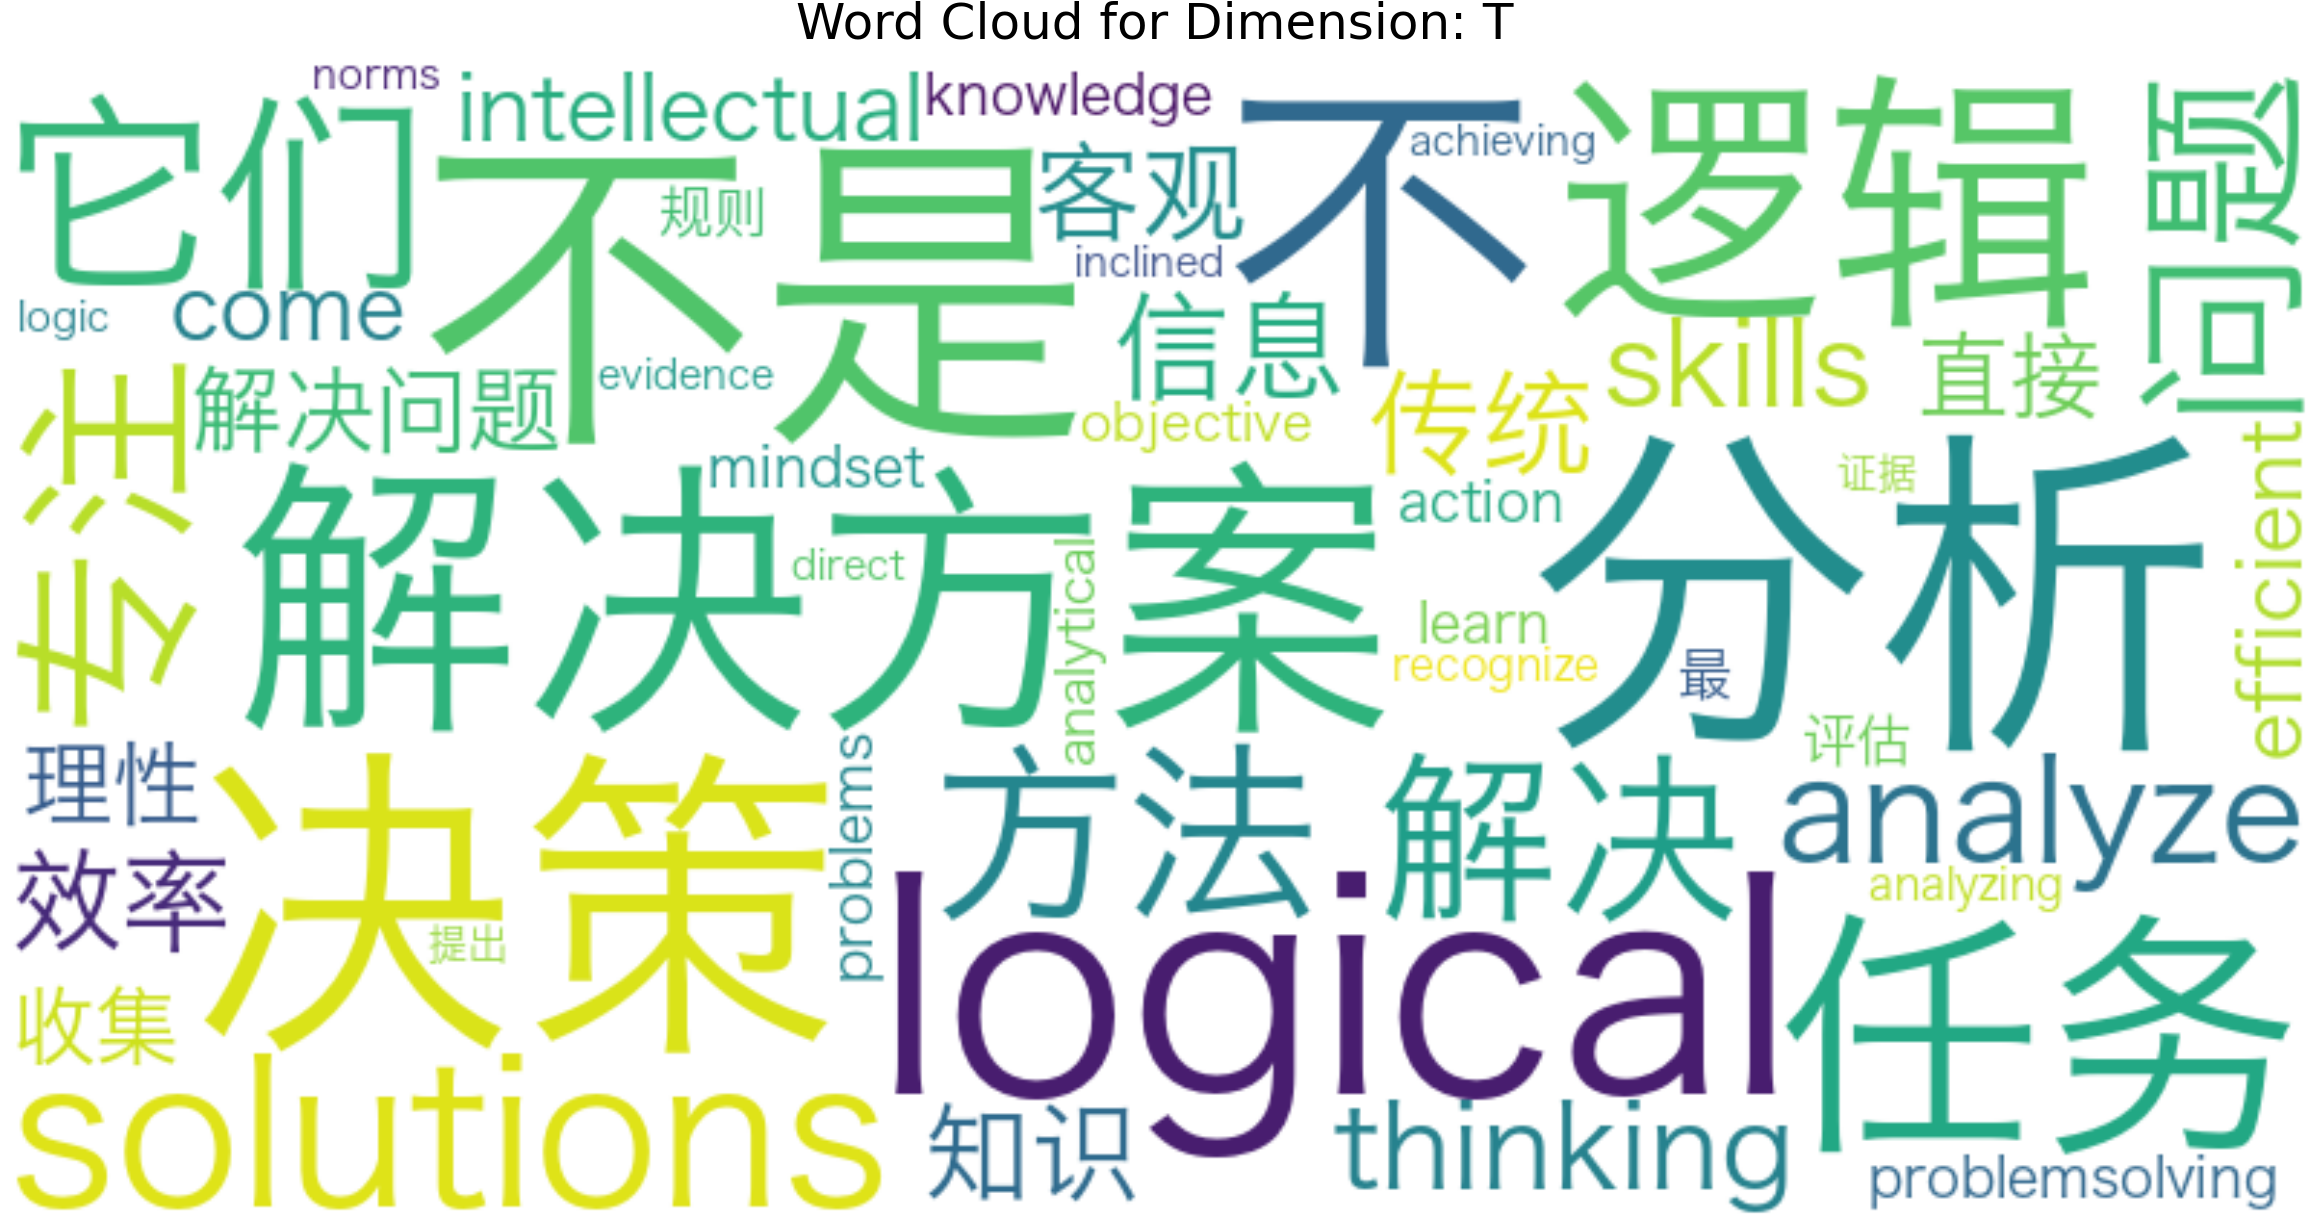 Word Cloud for Dimension: T
norms
intellectual
knowledge
它们
不是
规则
客观
不
achieving
逻辑
问题
inclined
logic
come
信息
evidence
skills
直接
专注
解决问题
objective
传统
mindset
action
证据
efficient
解决方案
direct
analytical
分析
learn
recognize
最
评估
理性
决策
problems
方法
解决
analyze
效率
提出
analyzing
logical
任务
收集
solutions
知识
thinking
problemsolving